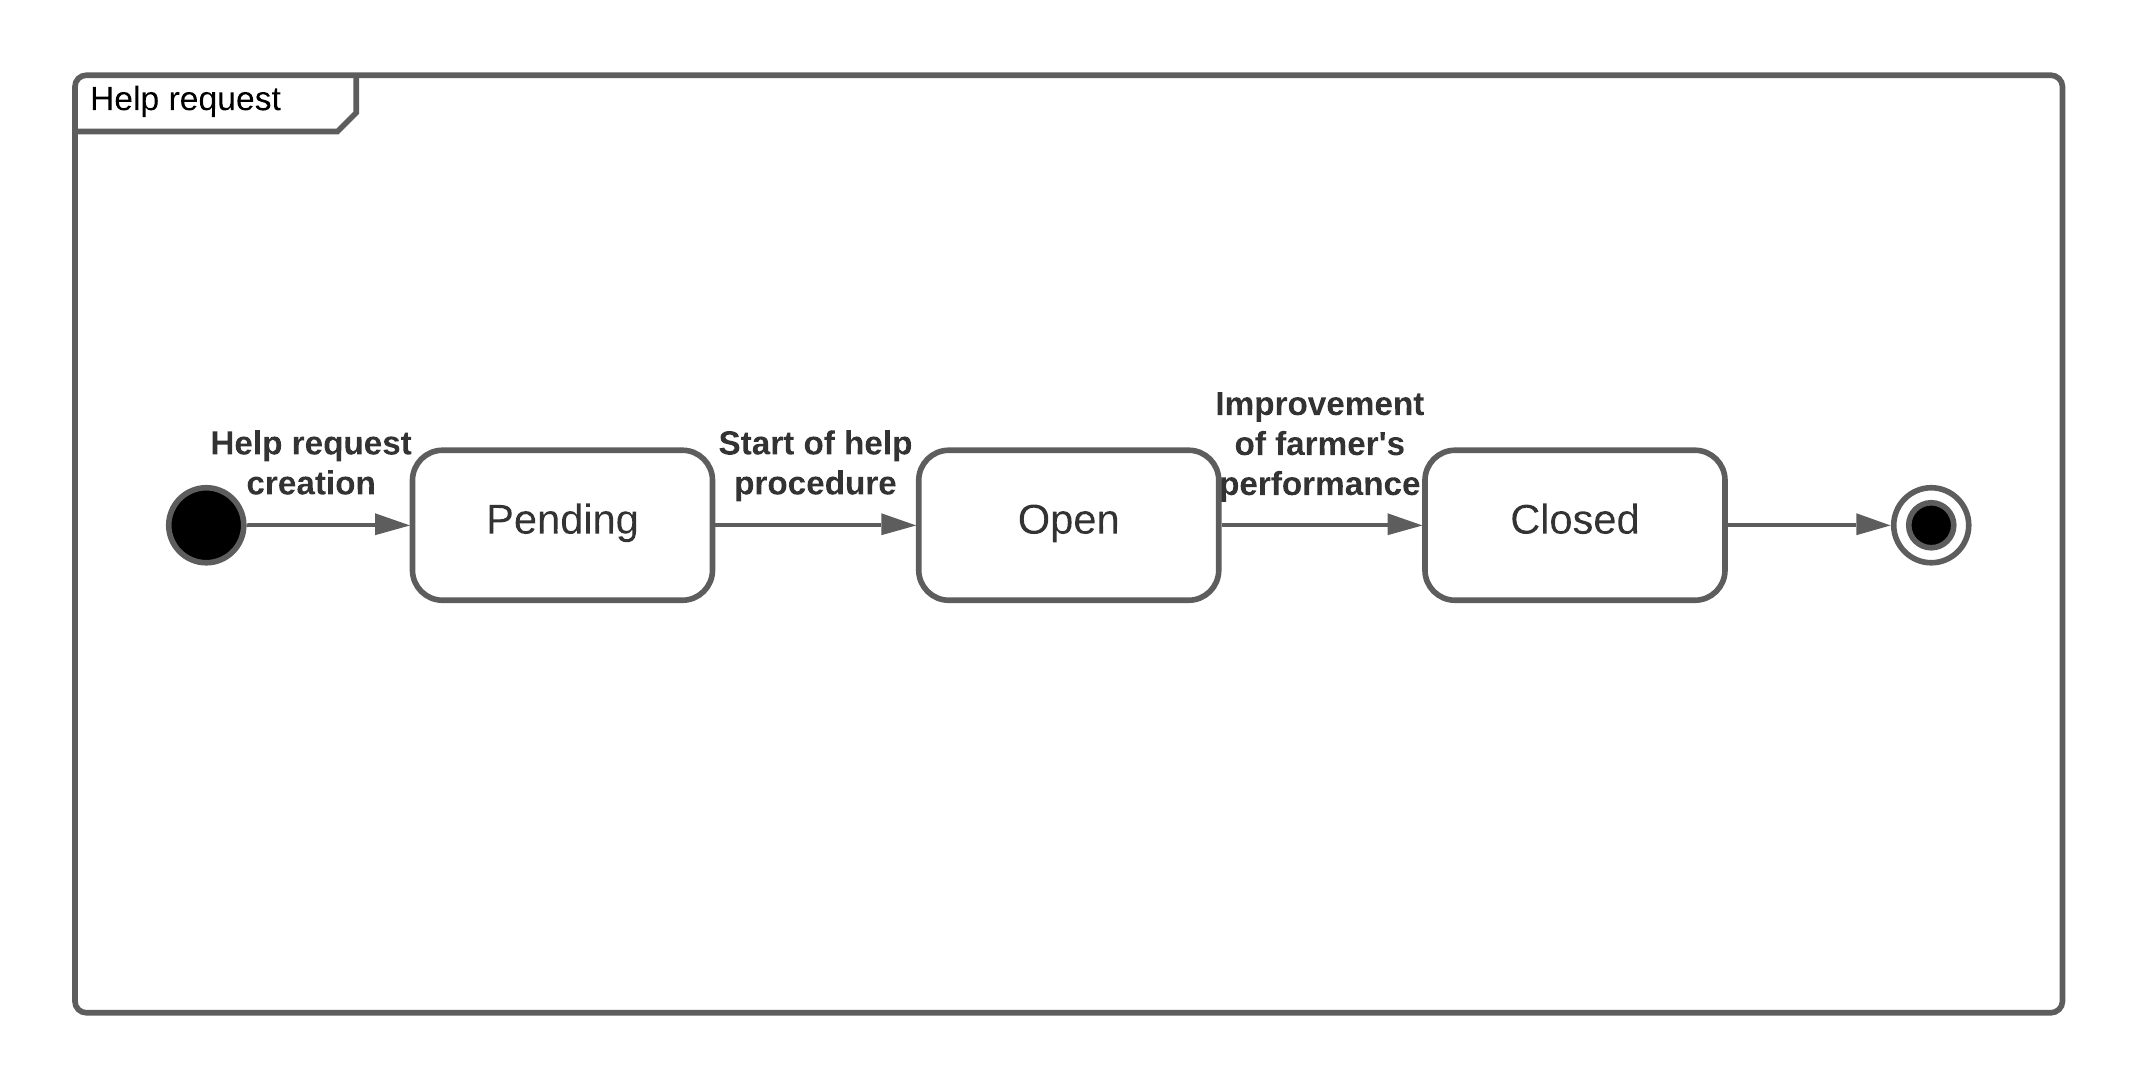 Help request
Help request
creation
Pending
Start of help
procedure
Open
Improvement
of farmer's
performance
Closed